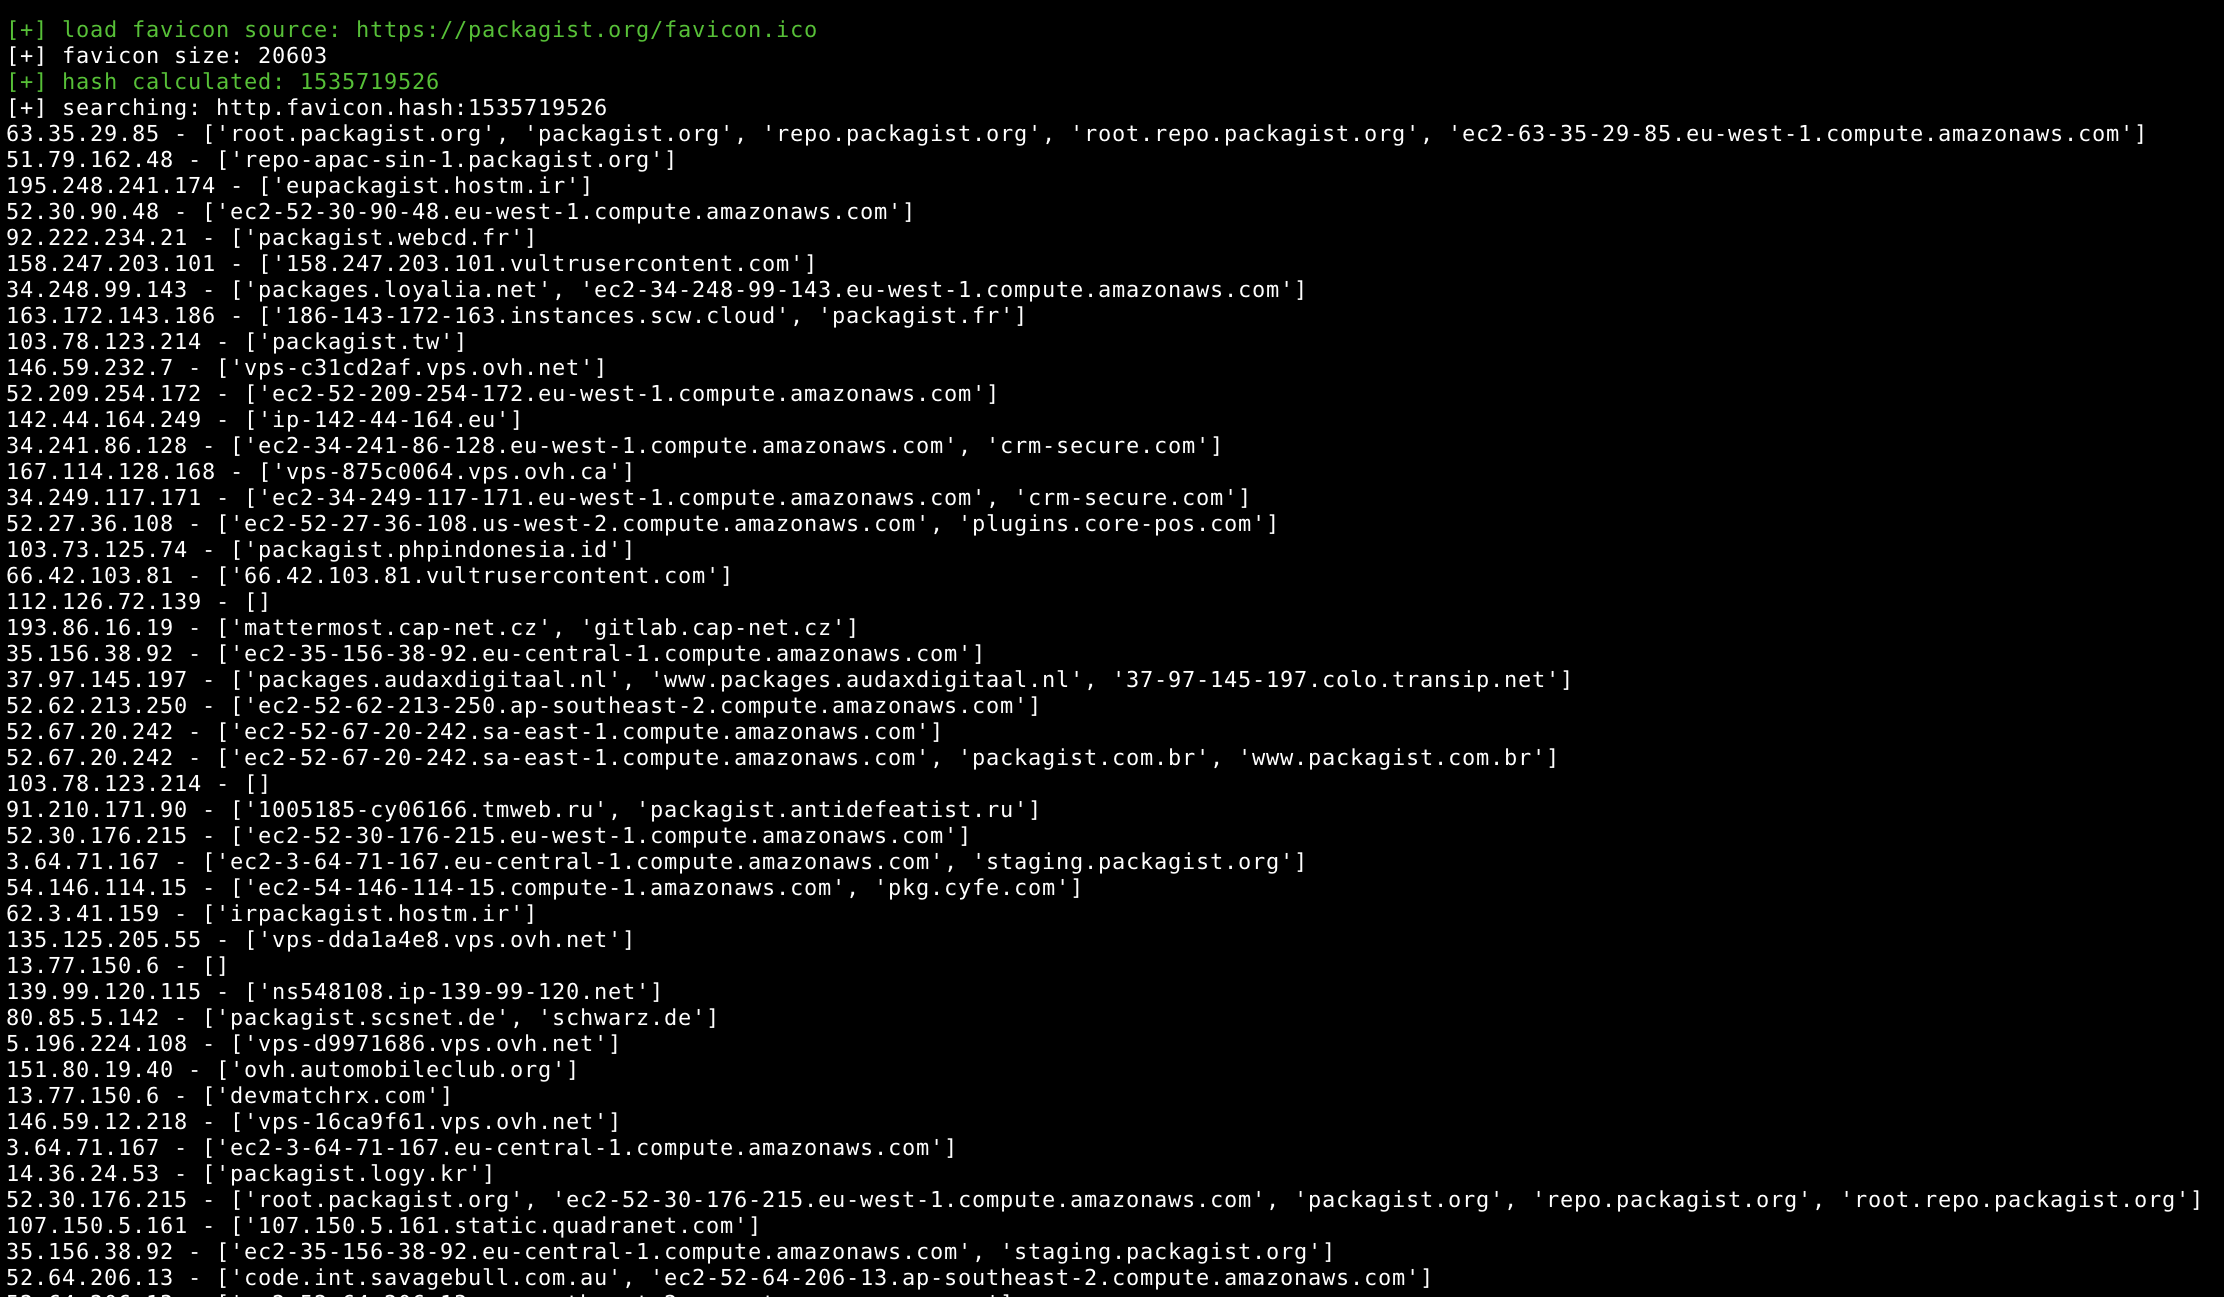 [+] load favicon source: https://packagist.org/favicon.ico
[+] favicon size: 20603
[+] hash calculated: 1535719526
[+] searching: http.favicon.hash:1535719526
63.35.29.85 - ['root.packagist.org', 'packagist.org', 'repo.packagist.org', 'root.repo.packagist.org', 'ec2-63-35-29-85.eu-west-1.compute.amazonaws.com']
51.79.162.48 - ['repo-apac-sin-1.packagist.org']
195.248.241.174 - ['eupackagist.hostm.ir']
52.30.90.48 - ['ec2-52-30-90-48.eu-west-1.compute.amazonaws.com']
92.222.234.21 - ['packagist.webcd.fr']
158.247.203.101 - ['158.247.203.101.vultrusercontent.com']
34.248.99.143 - ['packages.loyalia.net', 'ec2-34-248-99-143.eu-west-1.compute.amazonaws.com']
163.172.143.186 - ['186-143-172-163.instances.scw.cloud', 'packagist.fr']
103.78.123.214 - ['packagist.tw']
146.59.232.7 - ['vps-c31cd2af.vps.ovh.net']
52.209.254.172 - ['ec2-52-209-254-172.eu-west-1.compute.amazonaws.com']
142.44.164.249 - ['ip-142-44-164.eu']
34.241.86.128 - ['ec2-34-241-86-128.eu-west-1.compute.amazonaws.com', 'crm-secure.com']
167.114.128.168 - ['vps-875c0064.vps.ovh.ca']
34.249.117.171 - ['ec2-34-249-117-171.eu-west-1.compute.amazonaws.com', 'crm-secure.com']
52.27.36.108 - ['ec2-52-27-36-108.us-west-2.compute.amazonaws.com', 'plugins.core-pos.com']
103.73.125.74 - ['packagist.phpindonesia.id']
66.42.103.81 - ['66.42.103.81.vultrusercontent.com']
112.126.72.139 - []
193.86.16.19 - ['mattermost.cap-net.cz', 'gitlab.cap-net.cz']
35.156.38.92 - ['ec2-35-156-38-92.eu-central-1.compute.amazonaws.com']
37.97.145.197 - ['packages.audaxdigitaal.nl', 'www.packages.audaxdigitaal.nl', '37-97-145-197.colo.transip.net']
52.62.213.250 - ['ec2-52-62-213-250.ap-southeast-2.compute.amazonaws.com']
52.67.20.242 - ['ec2-52-67-20-242.sa-east-1.compute.amazonaws.com']
52.67.20.242 - ['ec2-52-67-20-242.sa-east-1.compute.amazonaws.com', 'packagist.com.br', 'www.packagist.com.br']
103.78.123.214 - []
91.210.171.90 - ['1005185-cy06166.tmweb.ru', 'packagist.antidefeatist.ru']
52.30.176.215 - ['ec2-52-30-176-215.eu-west-1.compute.amazonaws.com']
3.64.71.167 - ['ec2-3-64-71-167.eu-central-1.compute.amazonaws.com', 'staging.packagist.org']
54.146.114.15 - ['ec2-54-146-114-15.compute-1.amazonaws.com', 'pkg.cyfe.com']
62.3.41.159 - ['irpackagist.hostm.ir']
135.125.205.55 - ['vps-dda1a4e8.vps.ovh.net']
13.77.150.6 - []
139.99.120.115 - ['ns548108.ip-139-99-120.net']
80.85.5.142 - ['packagist.scsnet.de', 'schwarz.de']
5.196.224.108 - ['vps-d9971686.vps.ovh.net']
151.80.19.40 - ['ovh.automobileclub.org']
13.77.150.6 - ['devmatchrx.com']
146.59.12.218 - ['vps-16ca9f61.vps.ovh.net']
3.64.71.167 - ['ec2-3-64-71-167.eu-central-1.compute.amazonaws.com']
14.36.24.53 - ['packagist.logy.kr']
52.30.176.215 - ['root.packagist.org', 'ec2-52-30-176-215.eu-west-1.compute.amazonaws.com', 'packagist.org', 'repo.packagist.org', 'root.repo.packagist.org']
107.150.5.161 - ['107.150.5.161.static.quadranet.com']
35.156.38.92 - ['ec2-35-156-38-92.eu-central-1.compute.amazonaws.com', 'staging.packagist.org']
52.64.206.13 - ['code.int.savagebull.com.au', 'ec2-52-64-206-13.ap-southeast-2.compute.amazonaws.com']